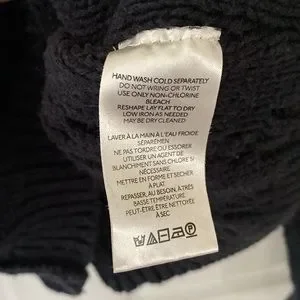 HAND WASH COLD SEPARATELY
DO NOT WRING OR TWIST
USE ONLY NON-CHLORINE
BLEACH
RESHAPE LAY FLAT TO DRY
LOW IRON AS NEEDED
MAY BE DRY CLEANED
LAVER À LA MAIN À L'EAU FROIDE
SÉPARÉMEN
NE PAS TORDRE OU ESSORER
UTILISER UN AGENT DE
BLANCHIMENT SANS CHLORE SI
NÉCESSAIRE
METTRE EN FORME ET SÉCHER
À PLAT
REPASSER, AU BESOIN, À TRÈS
BASSE TEMPÉRATURE
PEUT-ÊTRE ÊTRE NETTOYÉE
À SEC